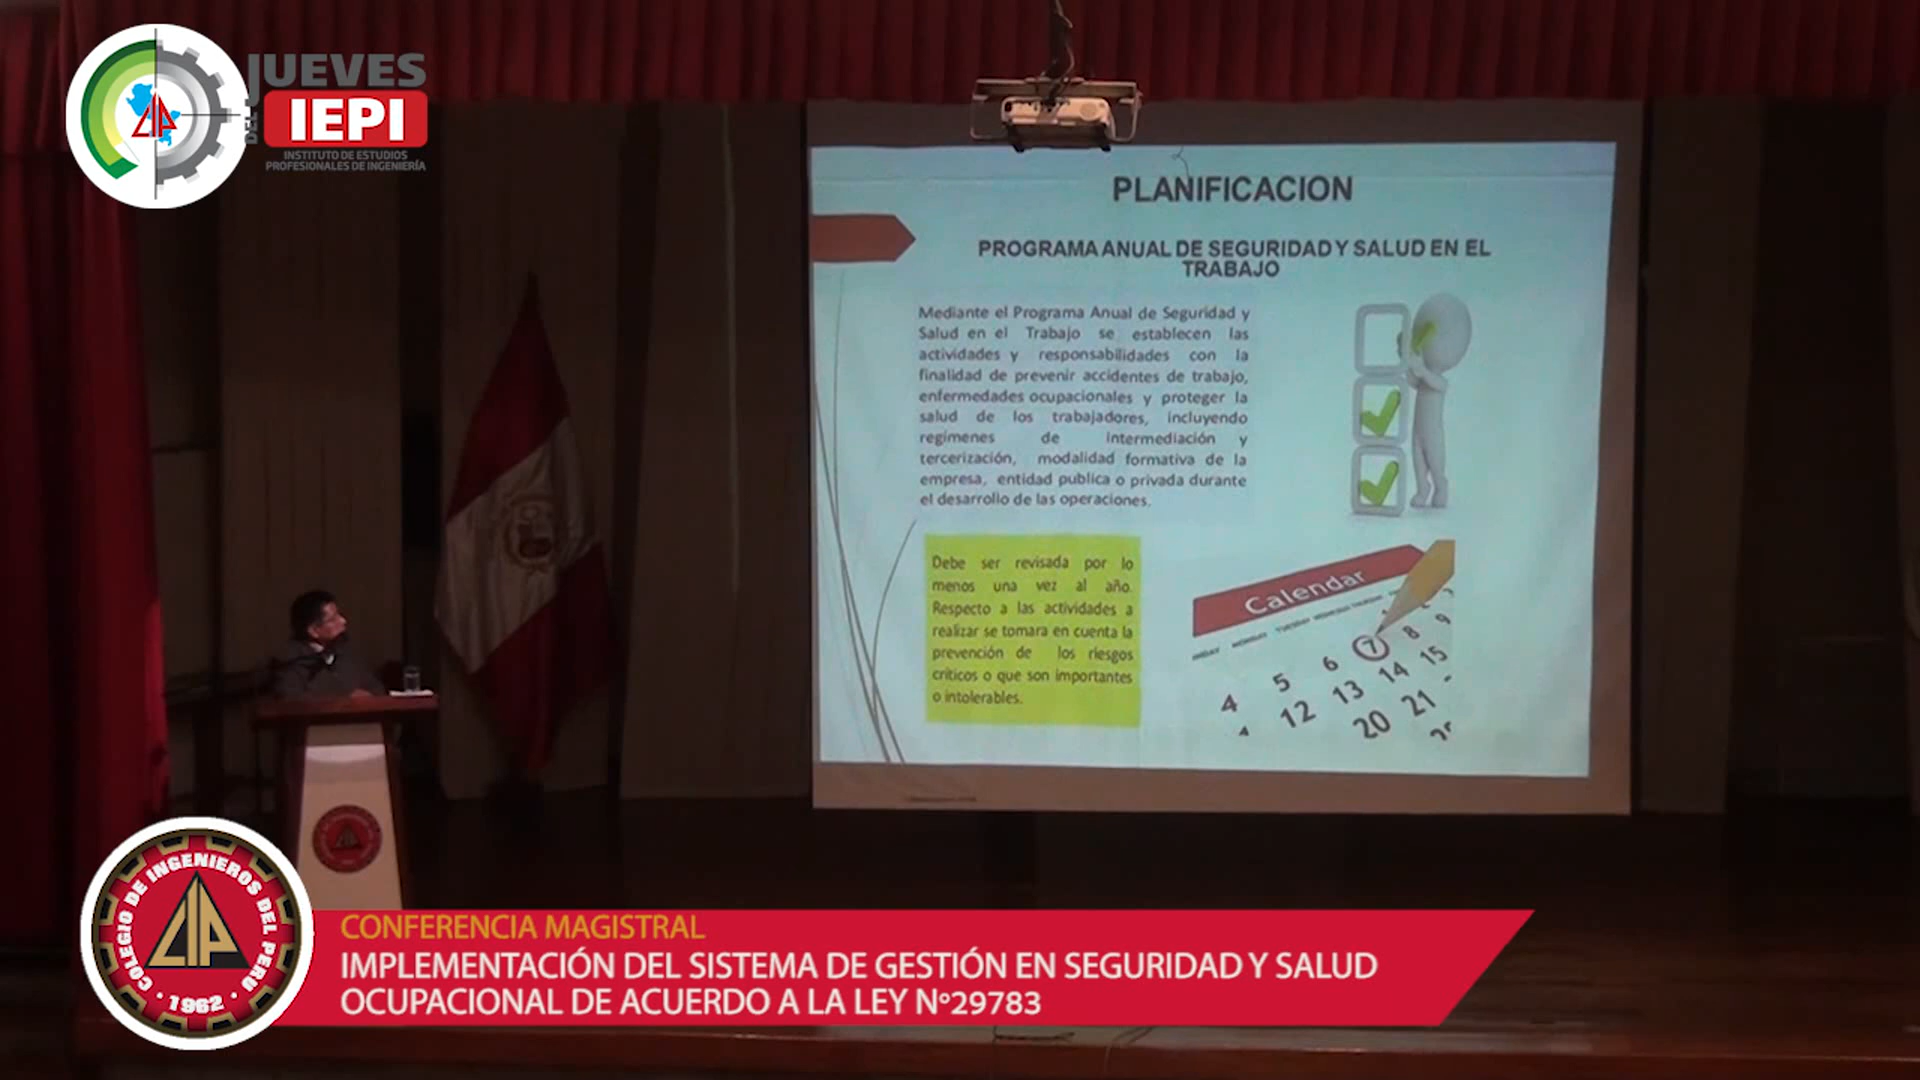 JUEVES
DEL
IEPI
INSTITUTO DE ESTUDIOS
PROFESIONALES DE INGENIERÍA
PLANIFICACION
PROGRAMA ANUAL DE SEGURIDAD Y SALUD EN EL
TRABAJO
Mediante el Programa Anual de Seguridad y
Salud en el Trabajo se establecen las
actividades y responsabilidades con la
finalidad de prevenir accidentes de trabajo,
enfermedades ocupacionales y proteger la
salud de los trabajadores, incluyendo
regímenes de intermediación y
tercerización, modalidad formativa de la
empresa, entidad publica o privada durante
el desarrollo de las operaciones.
Debe ser revisada por lo
menos una vez al año.
Respecto a las actividades a
realizar se tomara en cuenta la
prevención de los riesgos
críticos o que son importantes
o intolerables.
Calendar
4 5 6 7 8 9
12 13 14 15
20 21
COLEGIO DE INGENIEROS DEL PERU
CIP
· 1962 ·
CONFERENCIA MAGISTRAL
IMPLEMENTACIÓN DEL SISTEMA DE GESTIÓN EN SEGURIDAD Y SALUD
OCUPACIONAL DE ACUERDO A LA LEY N°29783